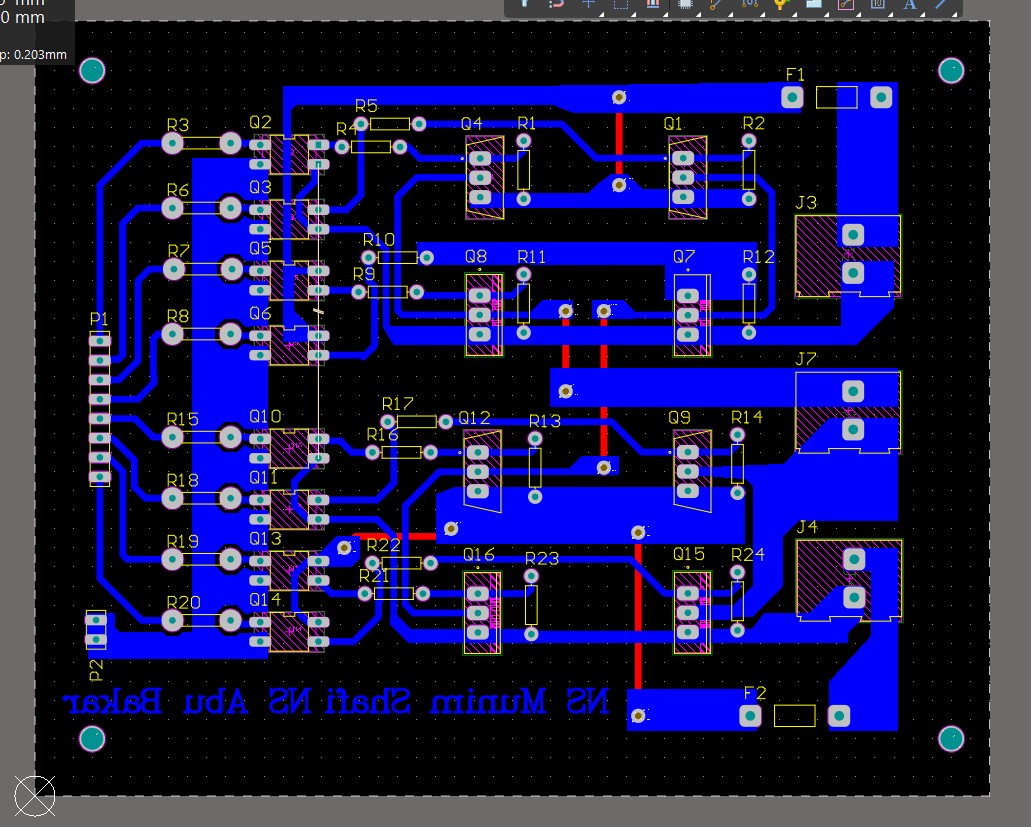 0 mm
p: 0.203mm
F1
R5
R3 Q2 R4 Q4 R1 Q1 R2
R6 Q3
J3
R7 Q5 R10 Q8 R11 Q7 R12
R9
P1 R8 Q6
J7
R17
R15 Q10 R16 Q12 R13 Q9 R14
R18 Q11
J4
R19 Q13 R22 Q16 R23 Q15 R24
R21
R20 Q14
P2
NS Munim Shafi NS Abu Bakar
F2